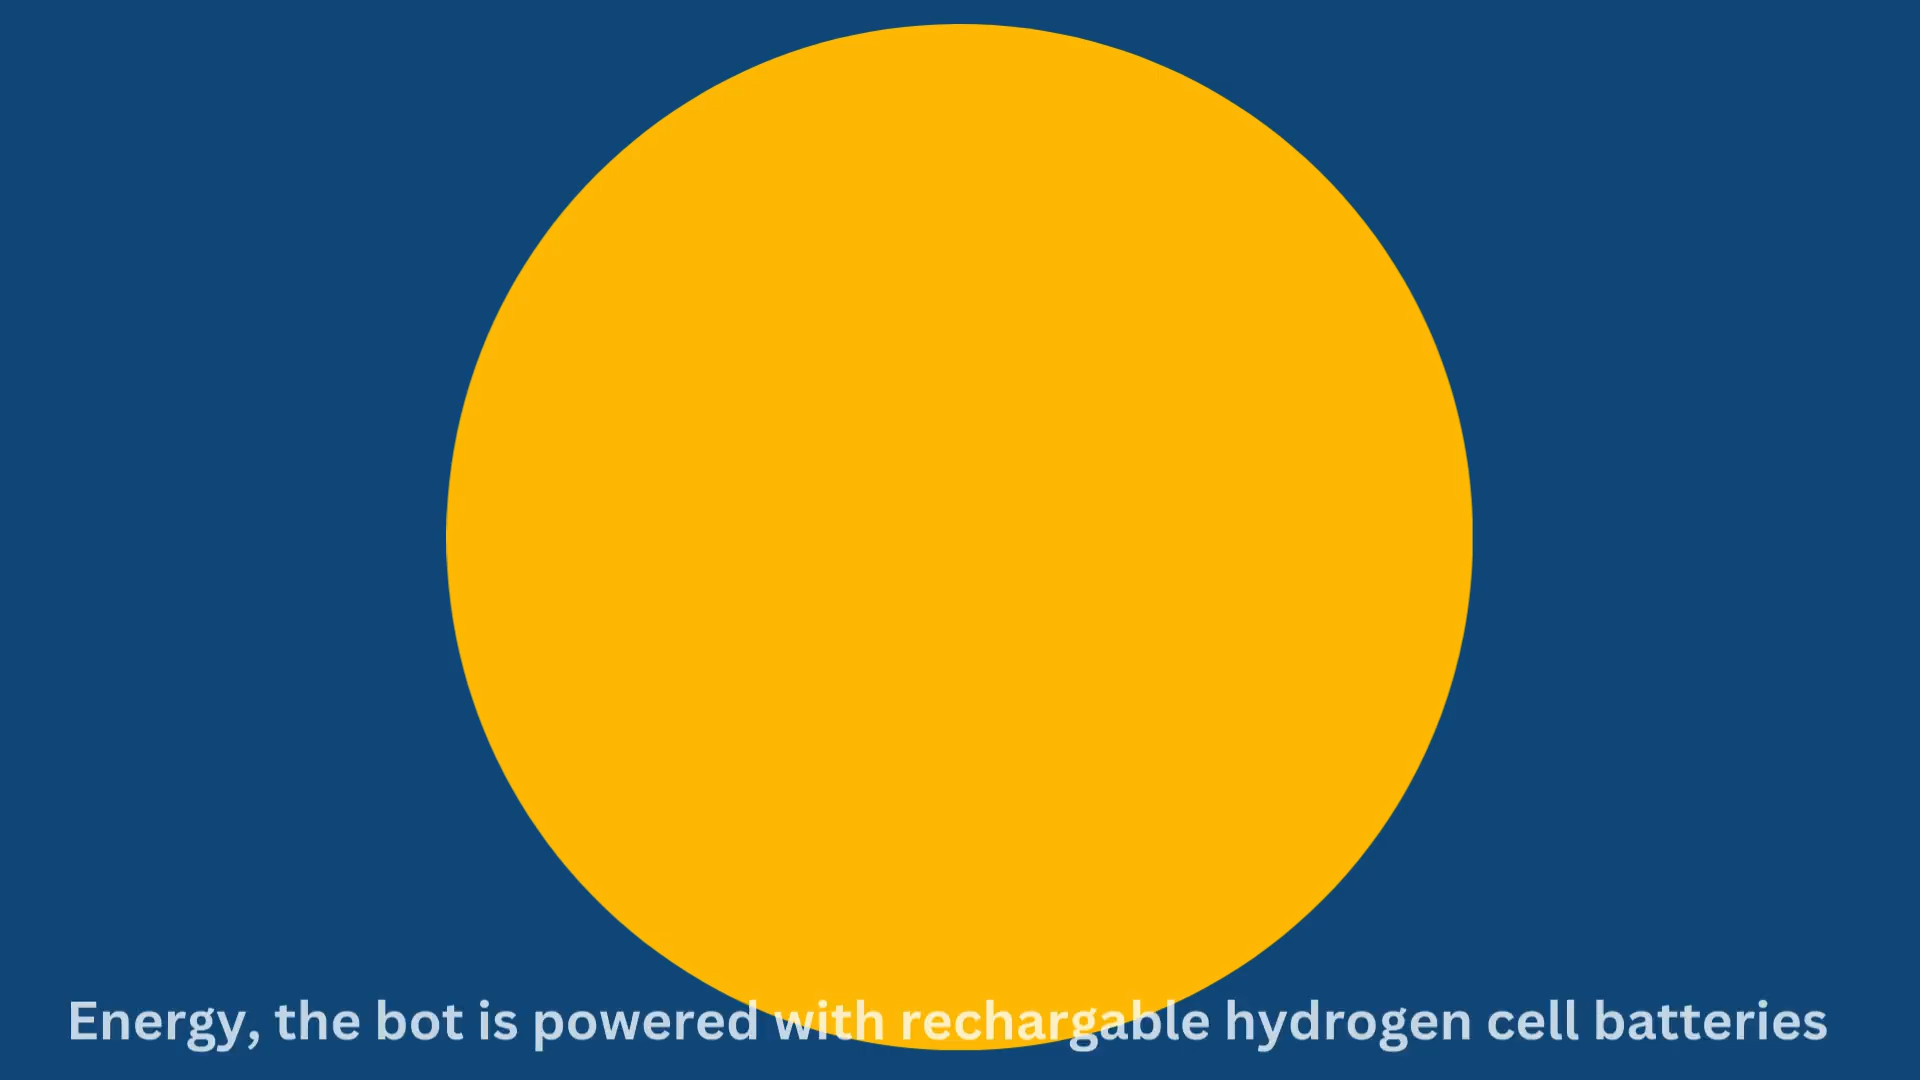 Energy, the bot is powered with rechargable hydrogen cell batteries